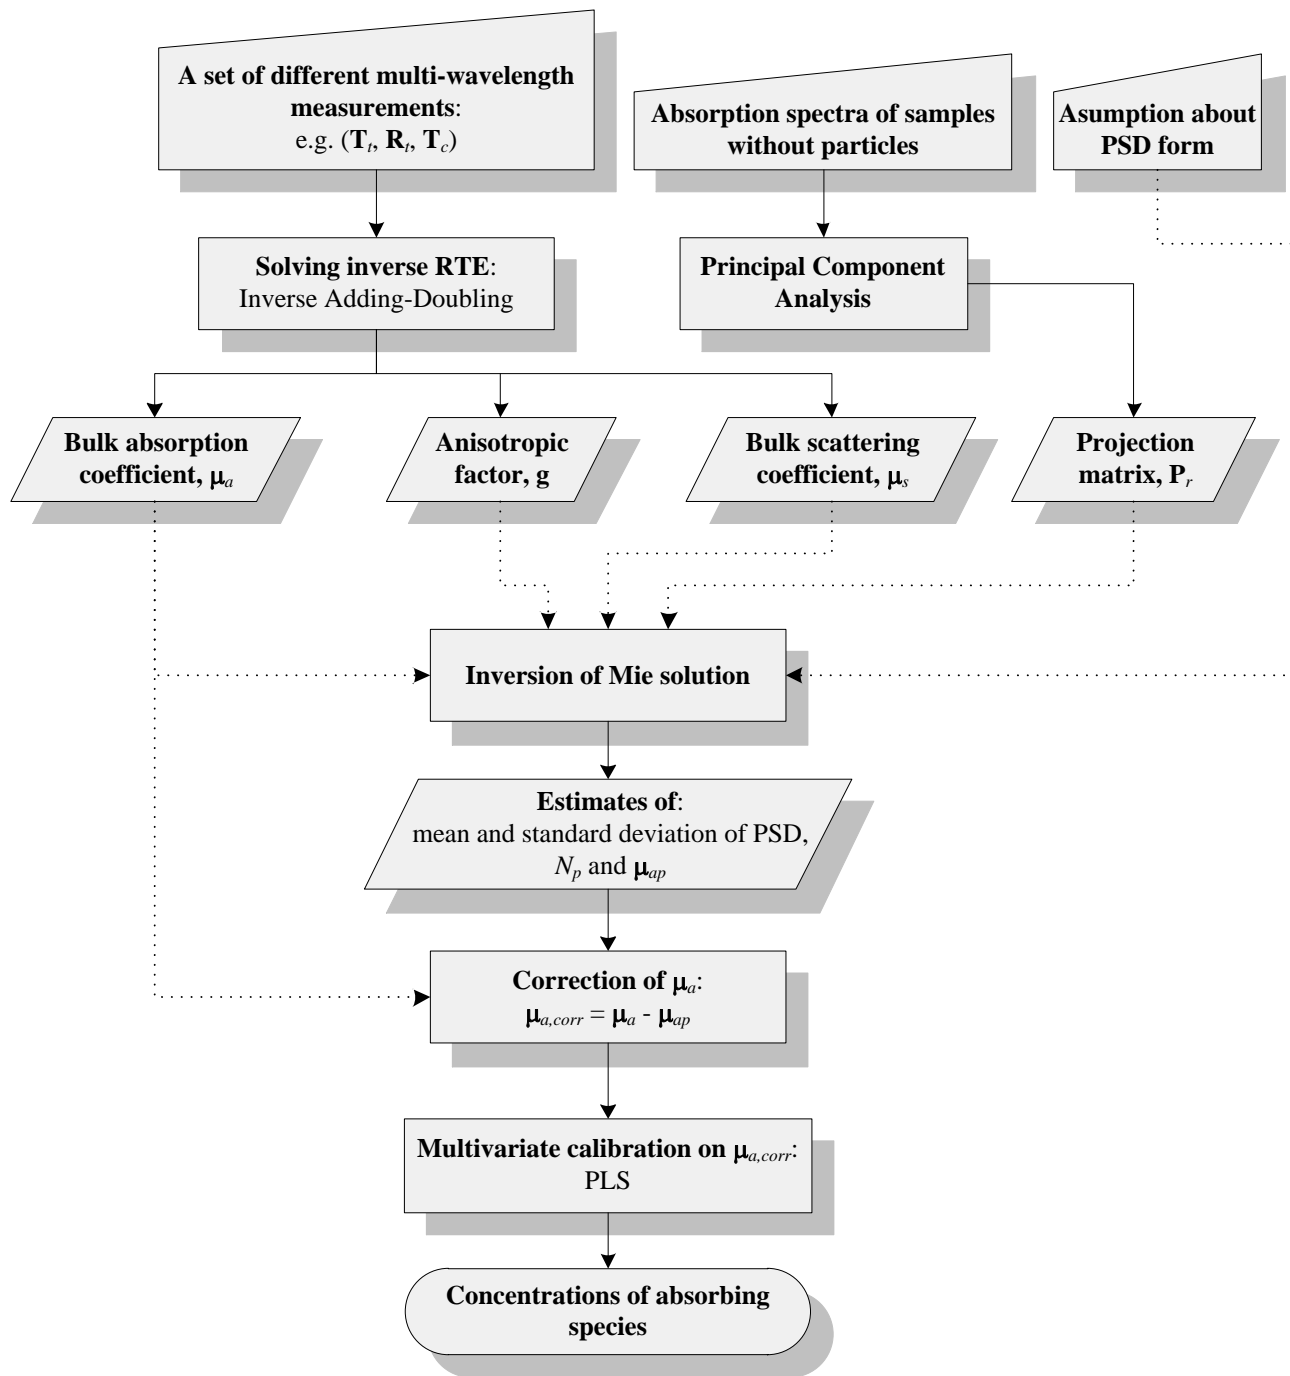 A set of different multi-wavelength
measurements:
e.g. (Tt, Rt, Tc)
Absorption spectra of samples
without particles
Asumption about
PSD form
Solving inverse RTE:
Inverse Adding-Doubling
Principal Component
Analysis
Bulk absorption
coefficient, μa
Anisotropic
factor, g
Bulk scattering
coefficient, μs
Projection
matrix, Pr
Inversion of Mie solution
Estimates of:
mean and standard deviation of PSD,
Np and μap
Correction of μa:
μa,corr = μa - μap
Multivariate calibration on μa,corr:
PLS
Concentrations of absorbing
species